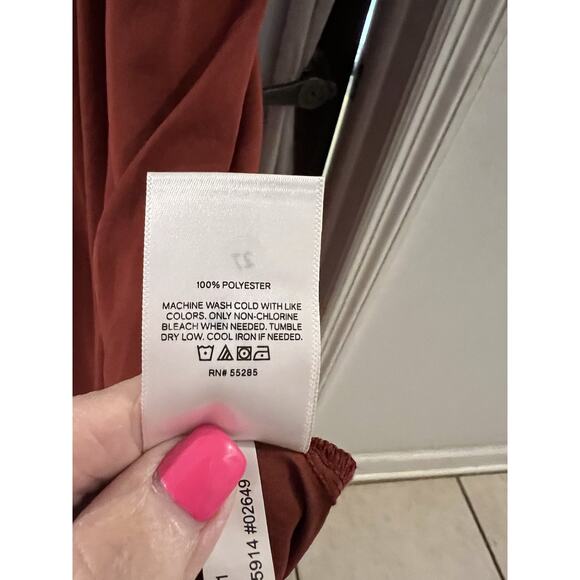 27
100% POLYESTER
MACHINE WASH COLD WITH LIKE
COLORS. ONLY NON-CHLORINE
BLEACH WHEN NEEDED. TUMBLE
DRY LOW. COOL IRON IF NEEDED.
RN# 55285
5914 #02649